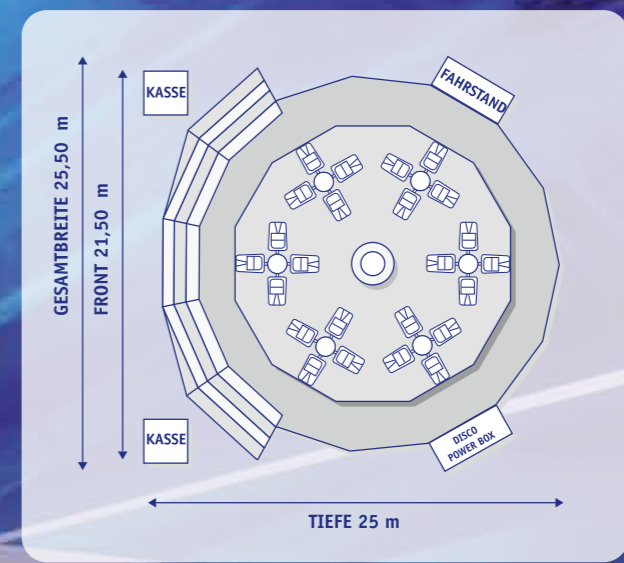 KASSE
FAHRSTAND
GESAMTBREITE 25,50 m
FRONT 21,50 m
KASSE
DISCO
POWER BOX
TIEFE 25 m